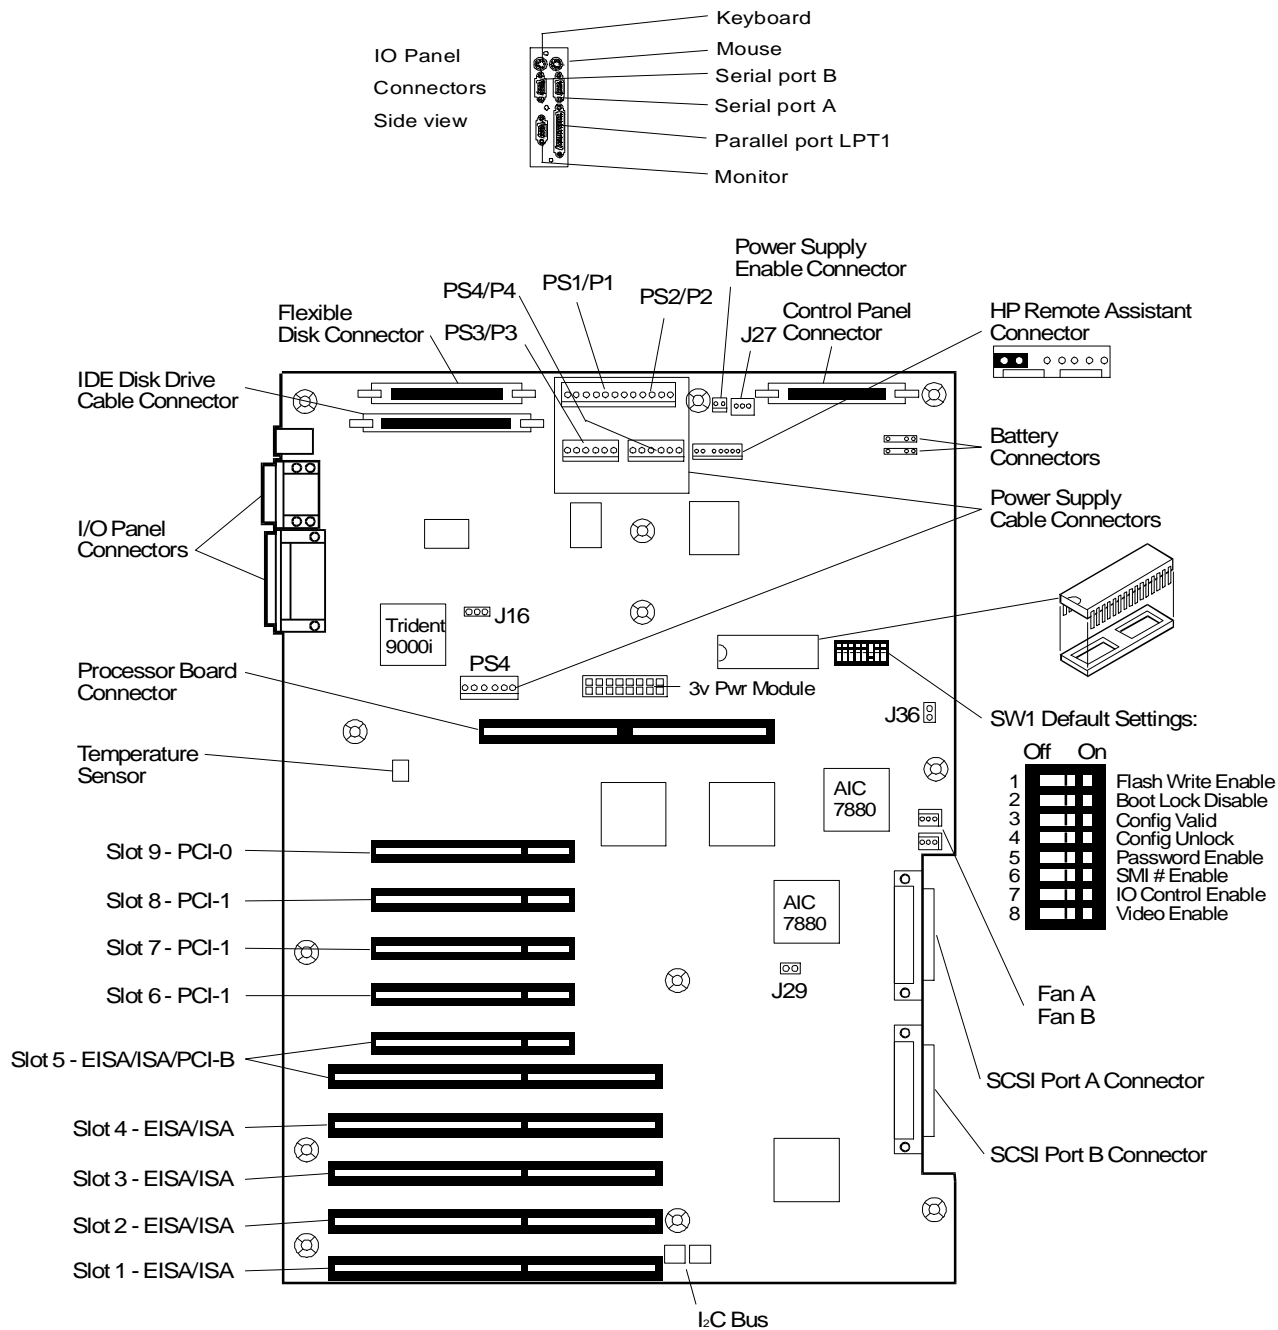 Keyboard
IO Panel
Connectors
Side view
Mouse
Serial port B
Serial port A
Parallel port LPT1
Monitor
Power Supply
Enable Connector
PS4/P4
PS1/P1
PS2/P2
Flexible
Disk Connector
PS3/P3
J27
Control Panel
Connector
HP Remote Assistant
Connector
IDE Disk Drive
Cable Connector
Battery
Connectors
I/O Panel
Connectors
Power Supply
Cable Connectors
Trident
9000i
J16
PS4
3v Pwr Module
Processor Board
Connector
J36
SW1 Default Settings:
Off On
1 Flash Write Enable
2 Boot Lock Disable
3 Config Valid
4 Config Unlock
5 Password Enable
6 SMI # Enable
7 IO Control Enable
8 Video Enable
Temperature
Sensor
AIC
7880
Slot 9 - PCI-0
Slot 8 - PCI-1
AIC
7880
Slot 7 - PCI-1
Slot 6 - PCI-1
J29
Fan A
Fan B
Slot 5 - EISA/ISA/PCI-B
SCSI Port A Connector
Slot 4 - EISA/ISA
SCSI Port B Connector
Slot 3 - EISA/ISA
Slot 2 - EISA/ISA
Slot 1 - EISA/ISA
I₂C Bus